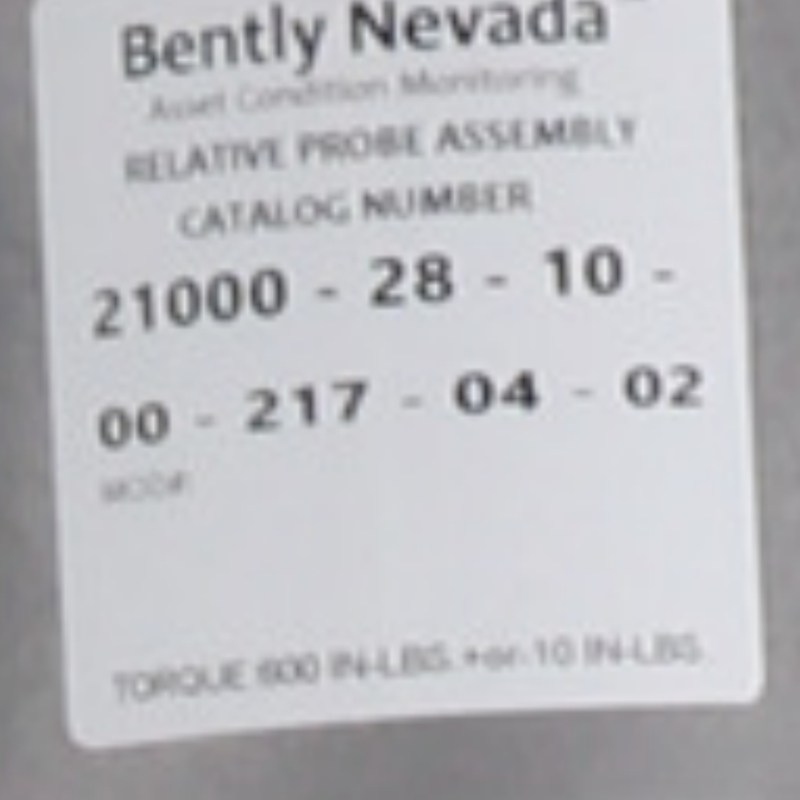 Bently Nevada
Asset Condition Monitoring
RELATIVE PROBE ASSEMBLY
CATALOG NUMBER
21000 - 28 - 10 -
00 - 217 - 04 - 02
MOD#:
TORQUE 600 IN-LBS +or- 10 IN-LBS.